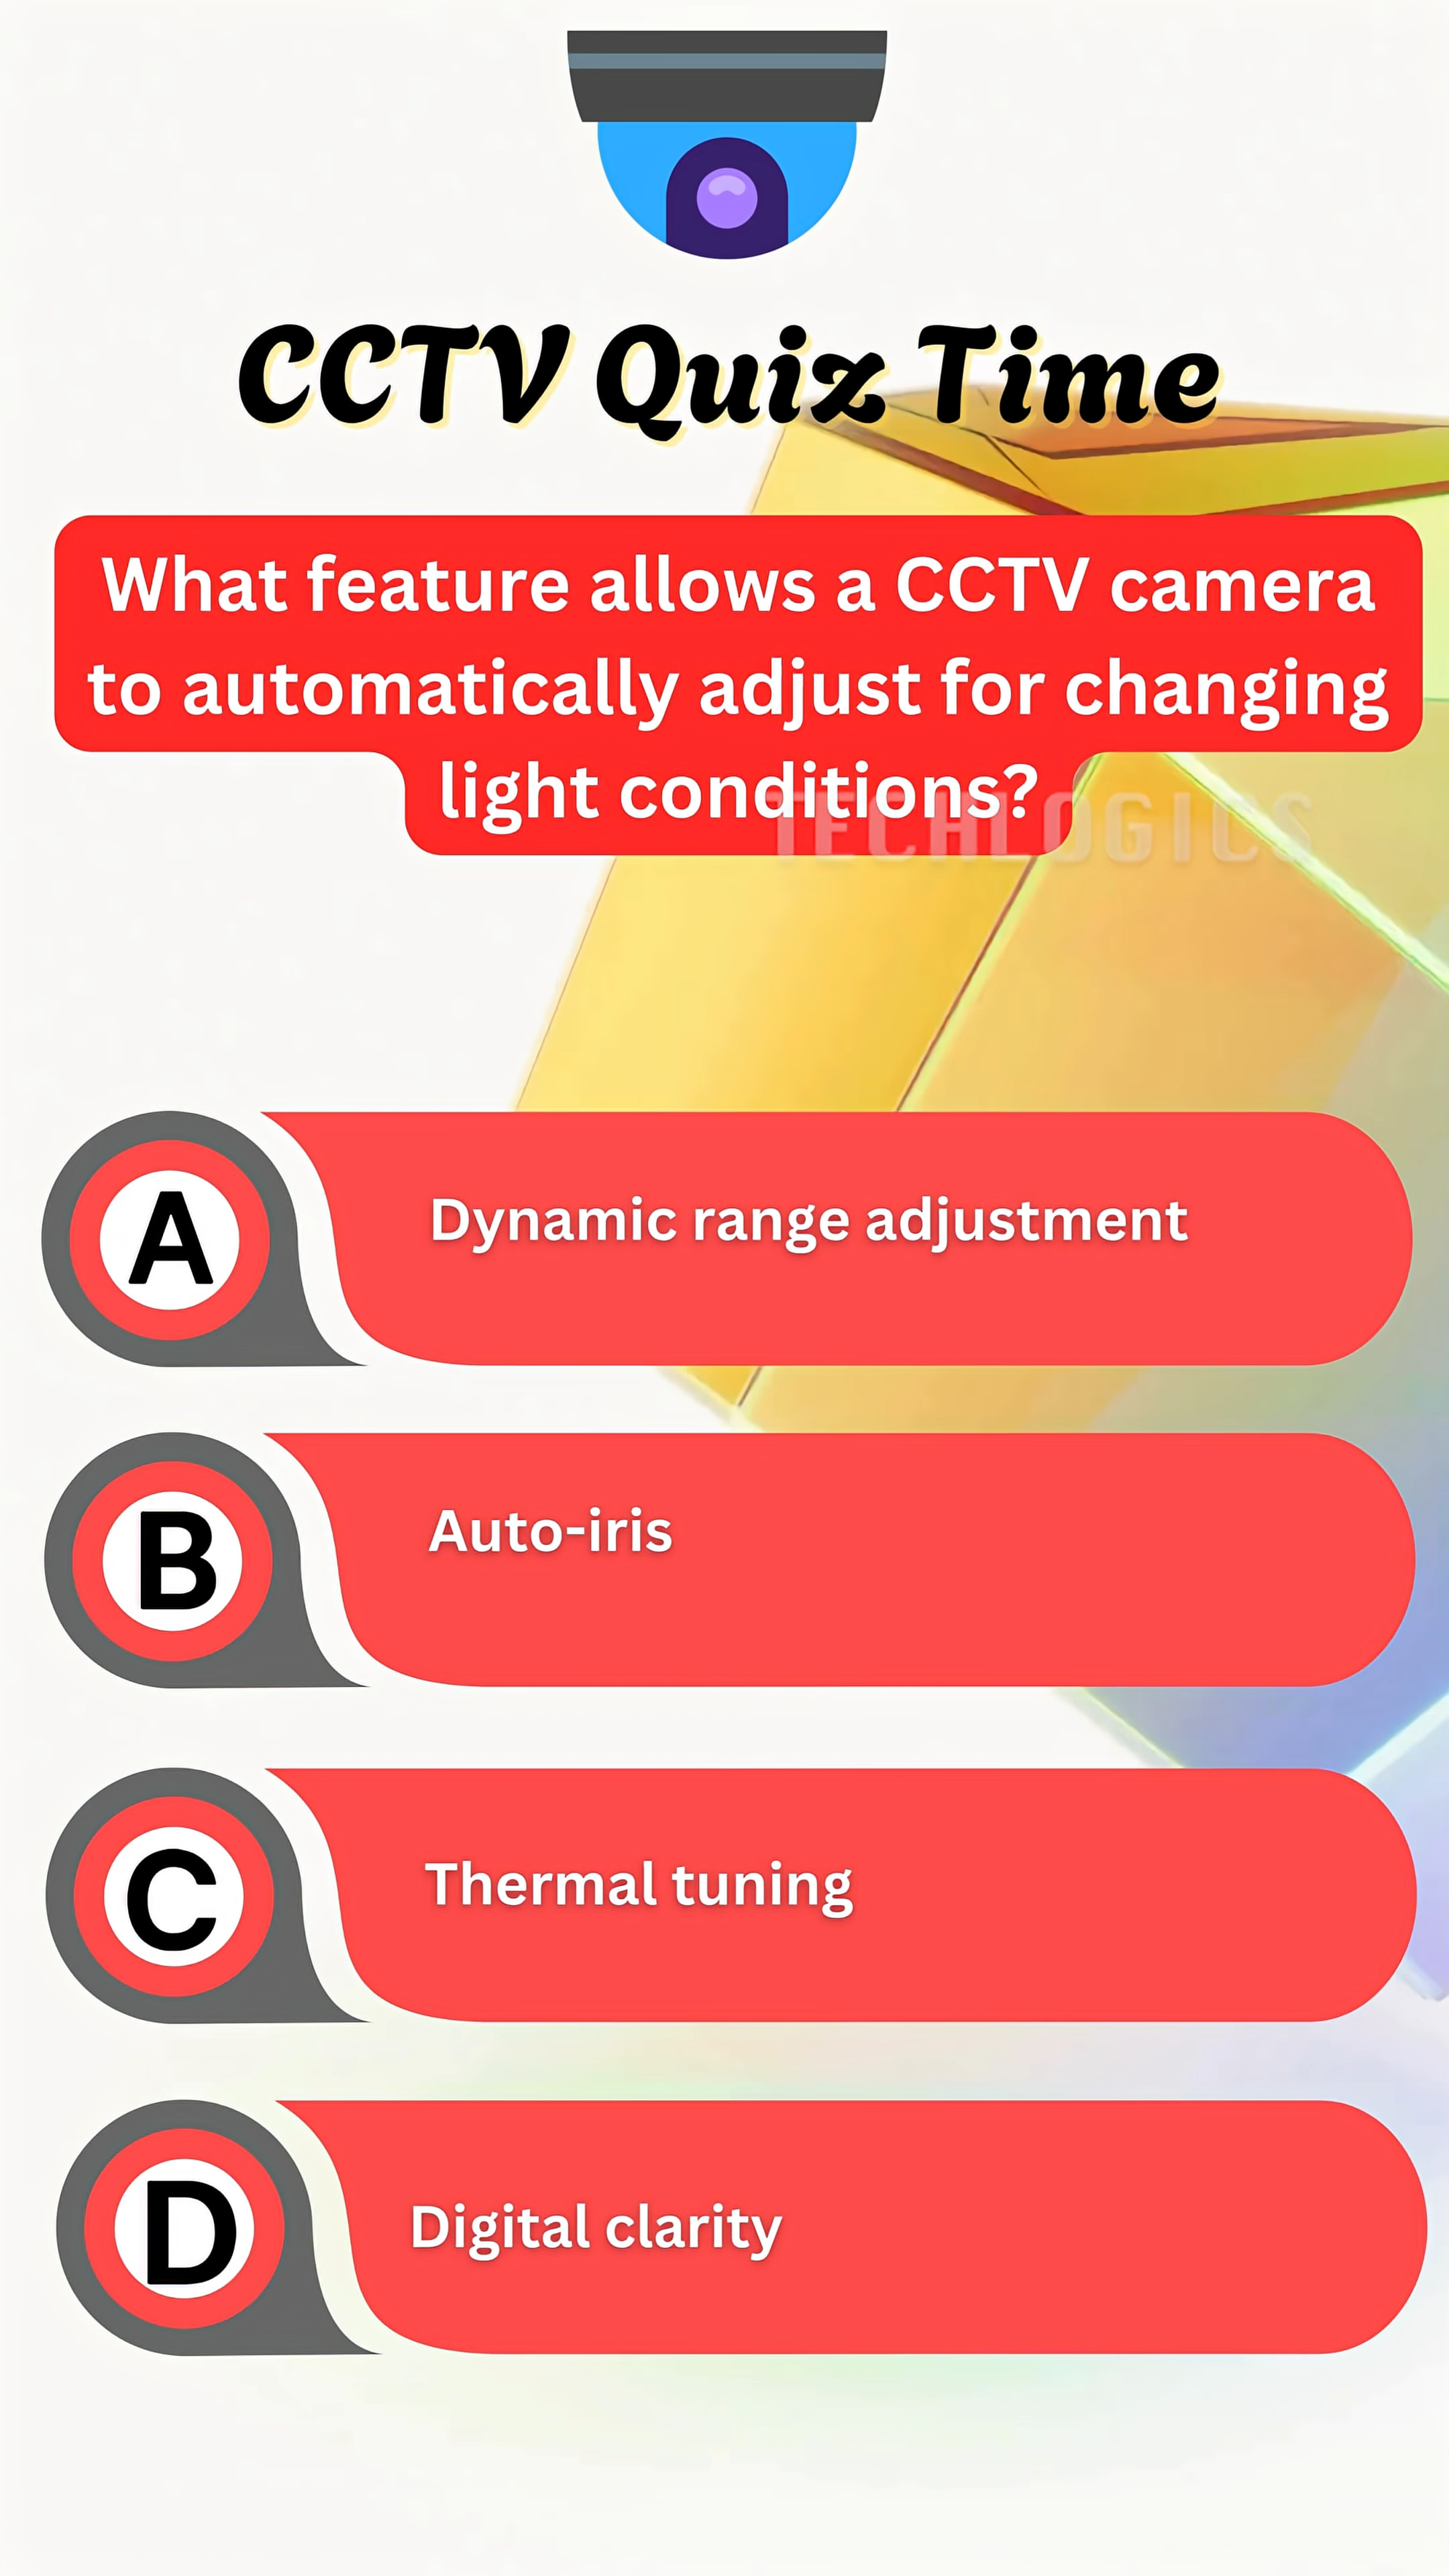 CCTV Quiz Time
What feature allows a CCTV camera
to automatically adjust for changing
light conditions?
TECHLOGICS
A
Dynamic range adjustment
B
Auto-iris
C
Thermal tuning
D
Digital clarity